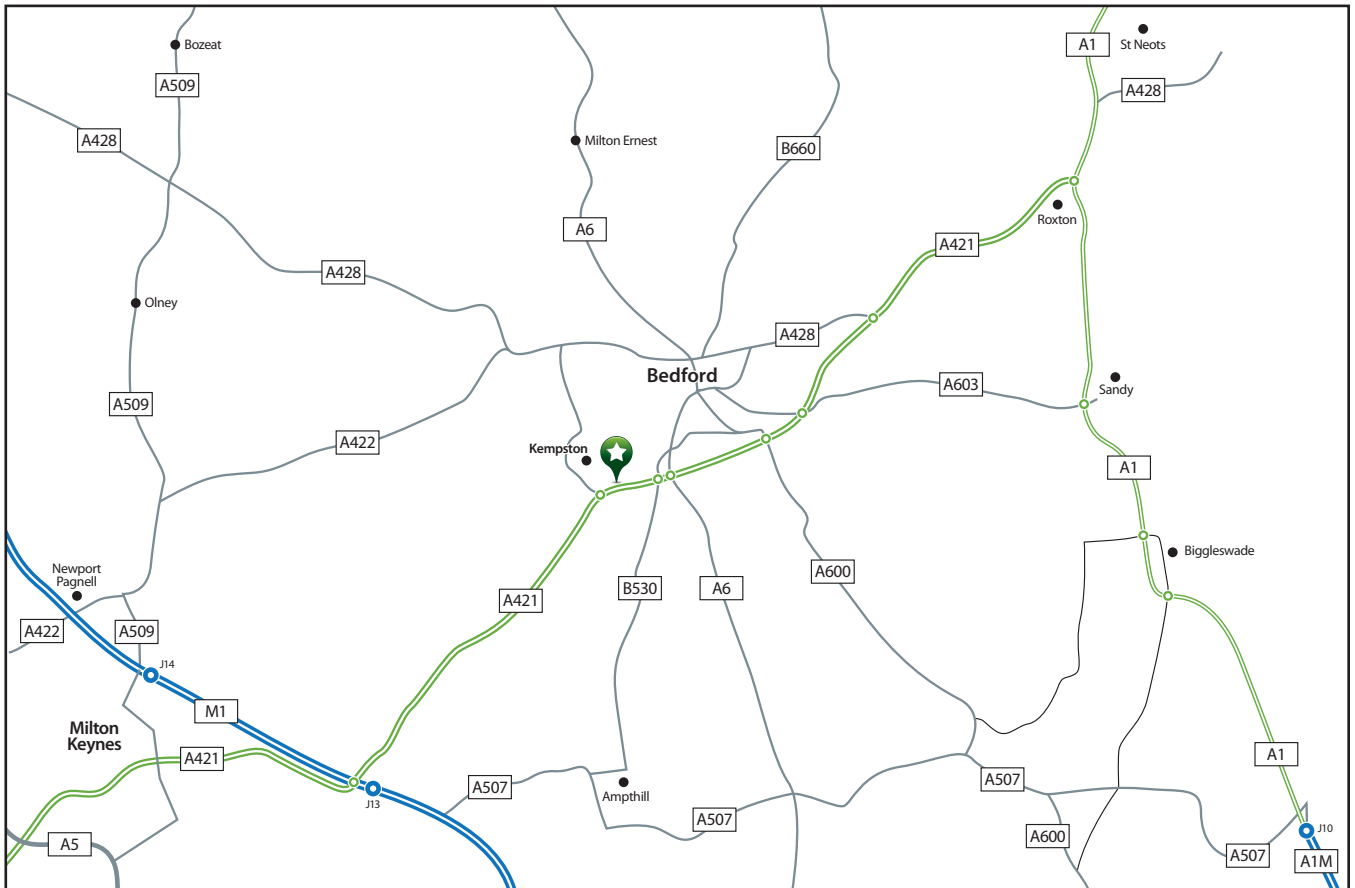 Bozeat
A1
St Neots
A509
A428
A428
Milton Ernest
B660
Roxton
A6
A421
A428
Olney
A428
Bedford
Sandy
A603
A509
A422
Kempston
A1
Biggleswade
Newport
Pagnell
A600
B530
A6
A421
A422
A509
J14
M1
Milton
Keynes
A421
A1
A507
A507
Ampthill
J13
A507
J10
A600
A5
A507
A1M